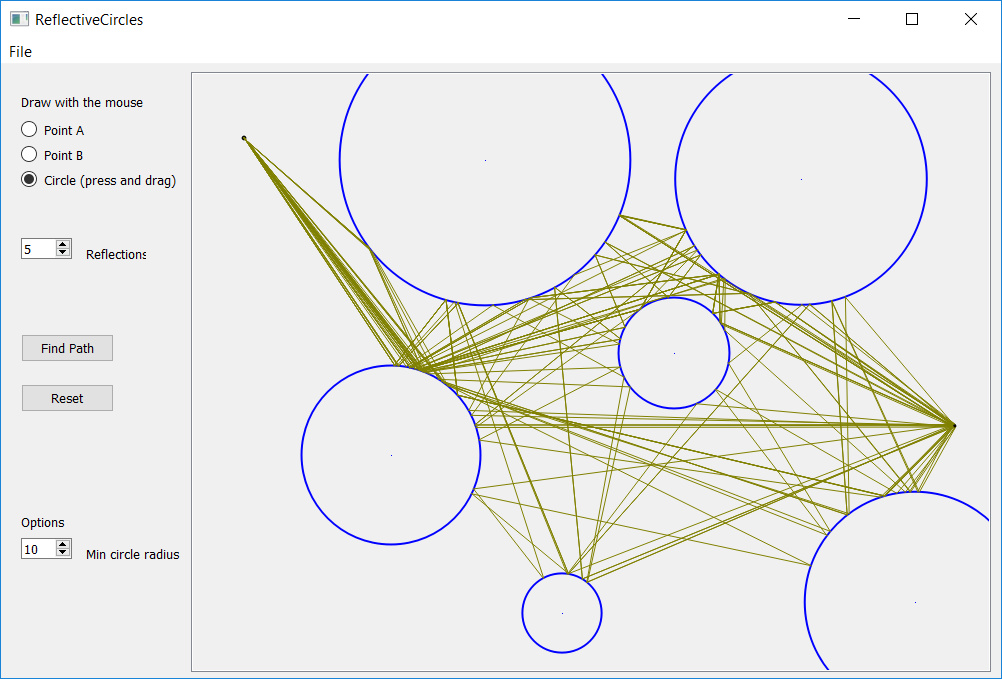 ReflectiveCircles
File
Draw with the mouse
Point A
Point B
Circle (press and drag)
5 Reflections
Find Path
Reset
Options
10 Min circle radius